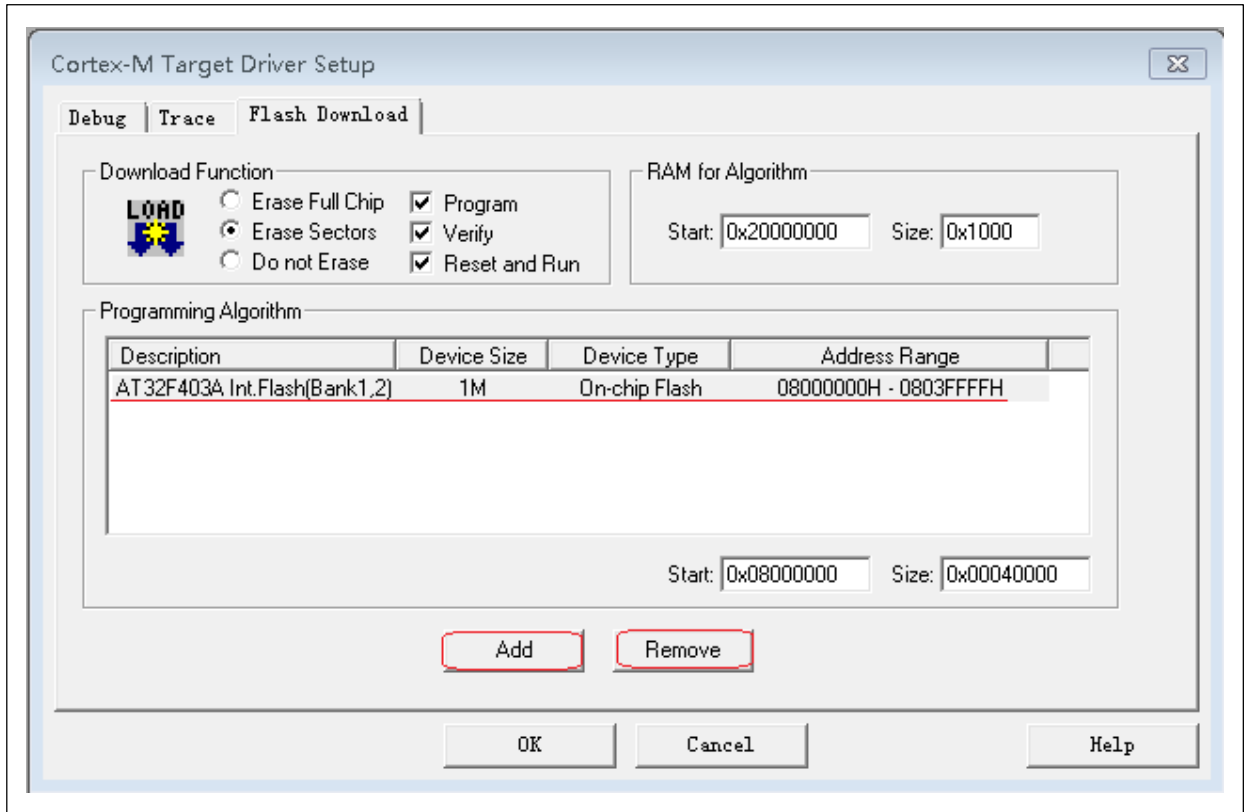 Cortex-M Target Driver Setup
Debug Trace Flash Download
Download Function
LOAD
Erase Full Chip
Erase Sectors
Do not Erase
Program
Verify
Reset and Run
RAM for Algorithm
Start: 0x20000000 Size: 0x1000
Programming Algorithm
Description Device Size Device Type Address Range
AT32F403A Int.Flash(Bank1,2) 1M On-chip Flash 08000000H - 0803FFFFH
Start: 0x08000000 Size: 0x00040000
Add Remove
OK Cancel Help